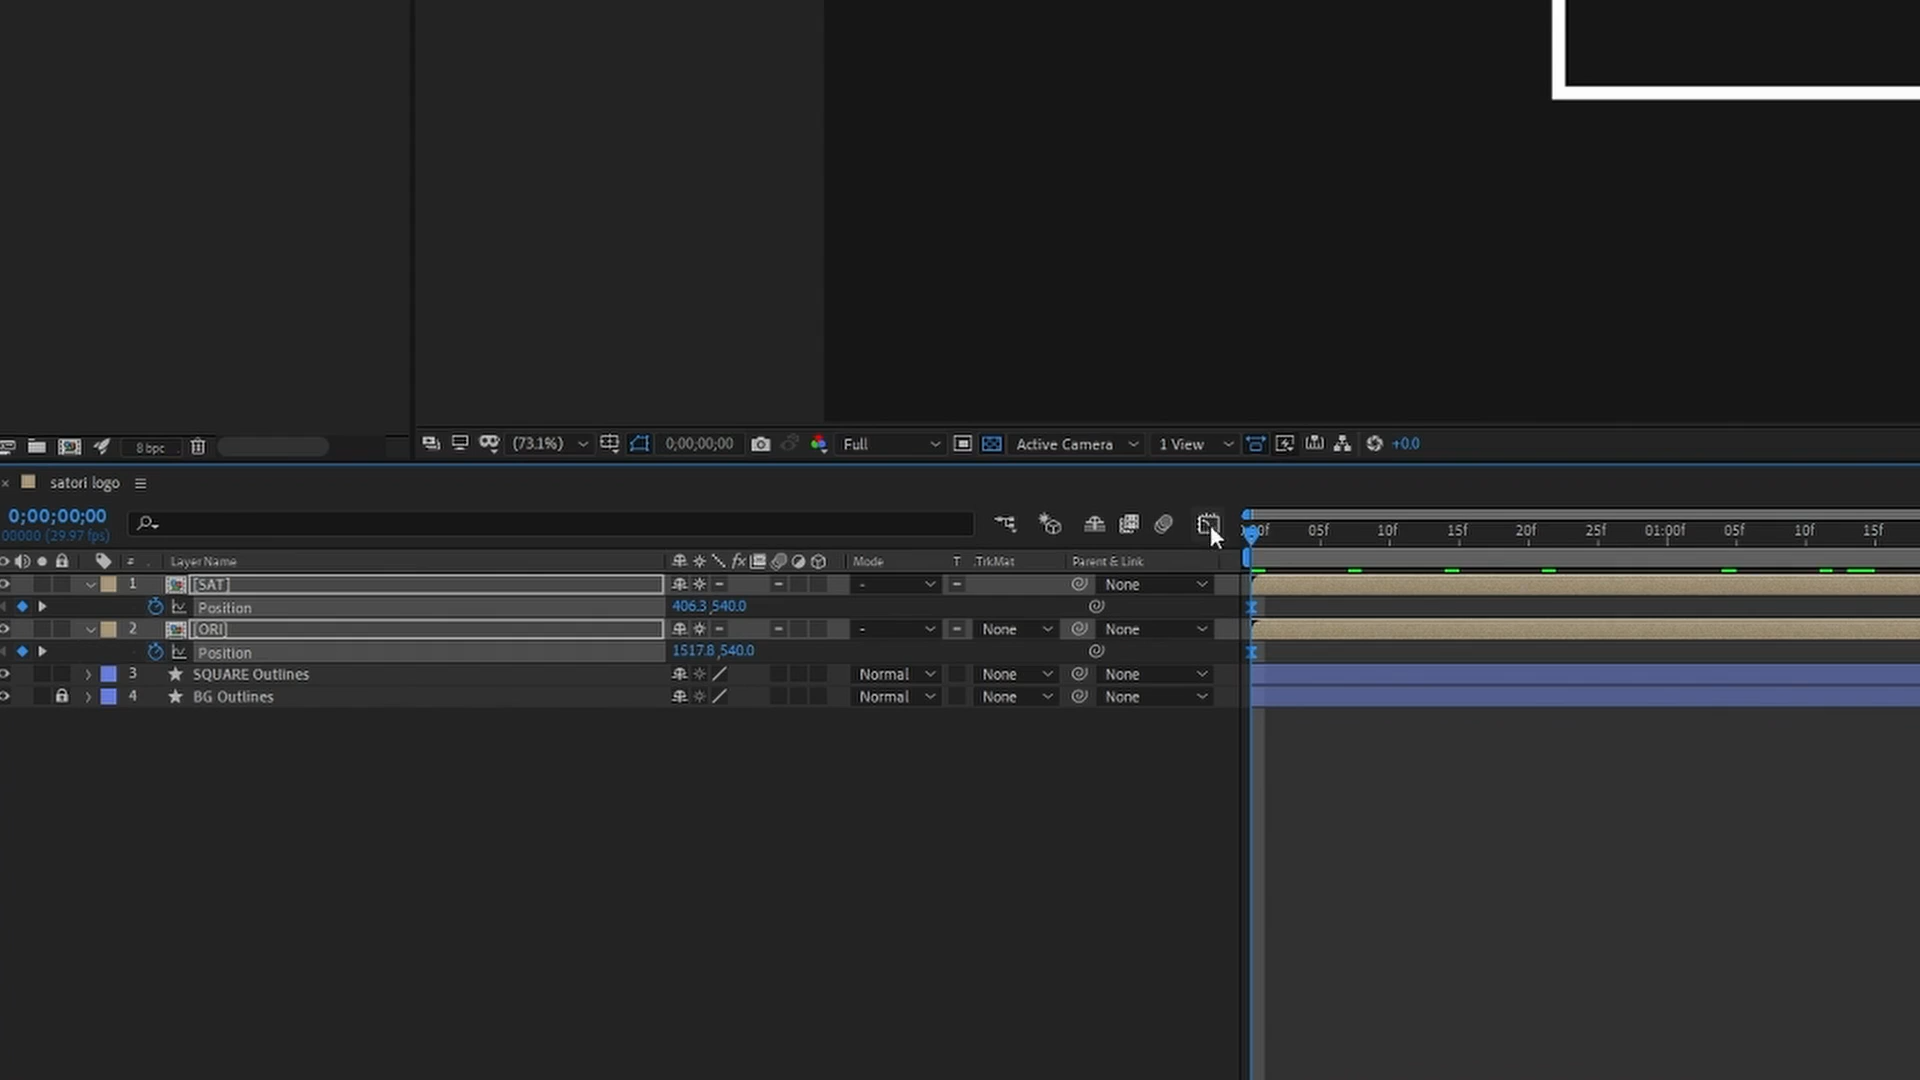 8 bpc
(73.1%)
0;00;00;00
Full
Active Camera
1 View
+0.0
× satori logo
0;00;00;00
00000 (29.97 fps)
05f 10f 15f 20f 25f 01:00f 05f 10f 15f
# Layer Name fx Mode T .TrkMat Parent & Link
1 [SAT] - - None
Position 406.3,540.0
2 [ORI] - None None
Position 1517.8,540.0
3 SQUARE Outlines Normal None None
4 BG Outlines Normal None None